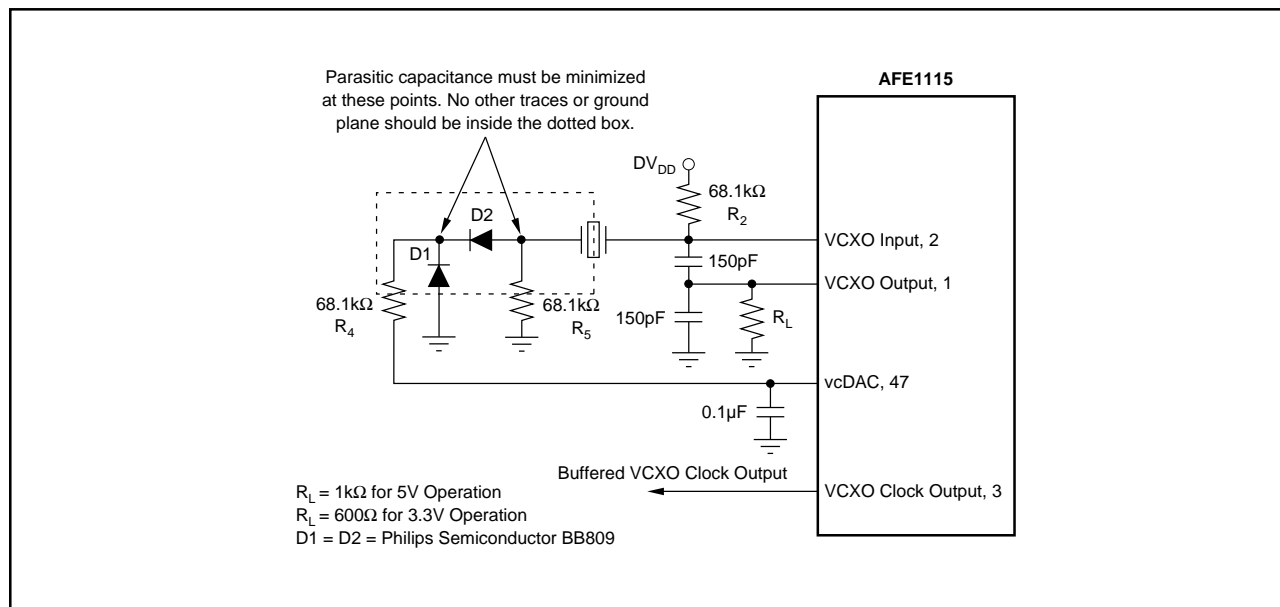 Parasitic capacitance must be minimized
at these points. No other traces or ground
plane should be inside the dotted box.
AFE1115
DV_DD
68.1kΩ
R_2
D2
D1
VCXO Input, 2
150pF
VCXO Output, 1
68.1kΩ
R_4
68.1kΩ
R_5
150pF
R_L
vcDAC, 47
0.1µF
Buffered VCXO Clock Output
VCXO Clock Output, 3
R_L = 1kΩ for 5V Operation
R_L = 600Ω for 3.3V Operation
D1 = D2 = Philips Semiconductor BB809